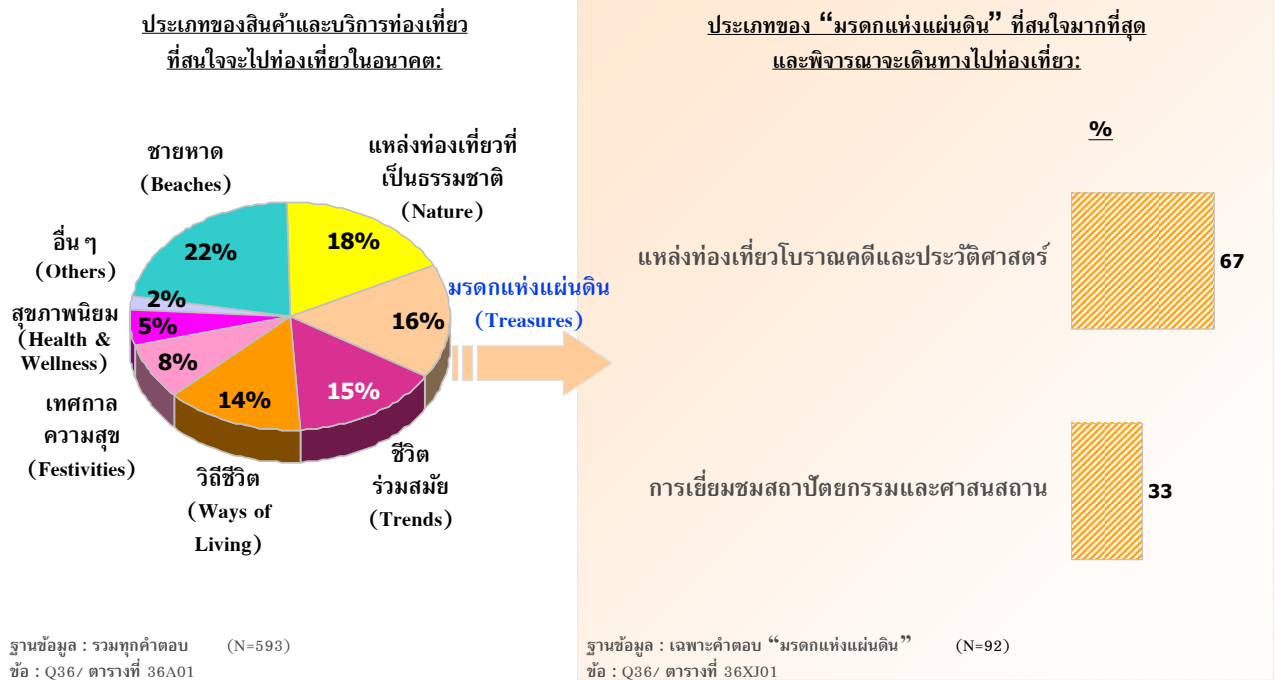 ประเภทของสินค้าและบริการท่องเที่ยว
ที่สนใจจะไปท่องเที่ยวในอนาคต:
ชายหาด
(Beaches)
22%
แหล่งท่องเที่ยวที่
เป็นธรรมชาติ
(Nature)
18%
มรดกแห่งแผ่นดิน
(Treasures)
16%
ชีวิต
ร่วมสมัย
(Trends)
15%
วิถีชีวิต
(Ways of
Living)
14%
เทศกาล
ความสุข
(Festivities)
8%
สุขภาพนิยม
(Health &
Wellness)
5%
อื่น ๆ
(Others)
2%
ฐานข้อมูล : รวมทุกคำตอบ (N=593)
ข้อ : Q36/ ตารางที่ 36A01
ประเภทของ “มรดกแห่งแผ่นดิน” ที่สนใจมากที่สุด
และพิจารณาจะเดินทางไปท่องเที่ยว:
%
แหล่งท่องเที่ยวโบราณคดีและประวัติศาสตร์ 67
การเยี่ยมชมสถาปัตยกรรมและศาสนสถาน 33
ฐานข้อมูล : เฉพาะคำตอบ “มรดกแห่งแผ่นดิน” (N=92)
ข้อ : Q36/ ตารางที่ 36XJ01